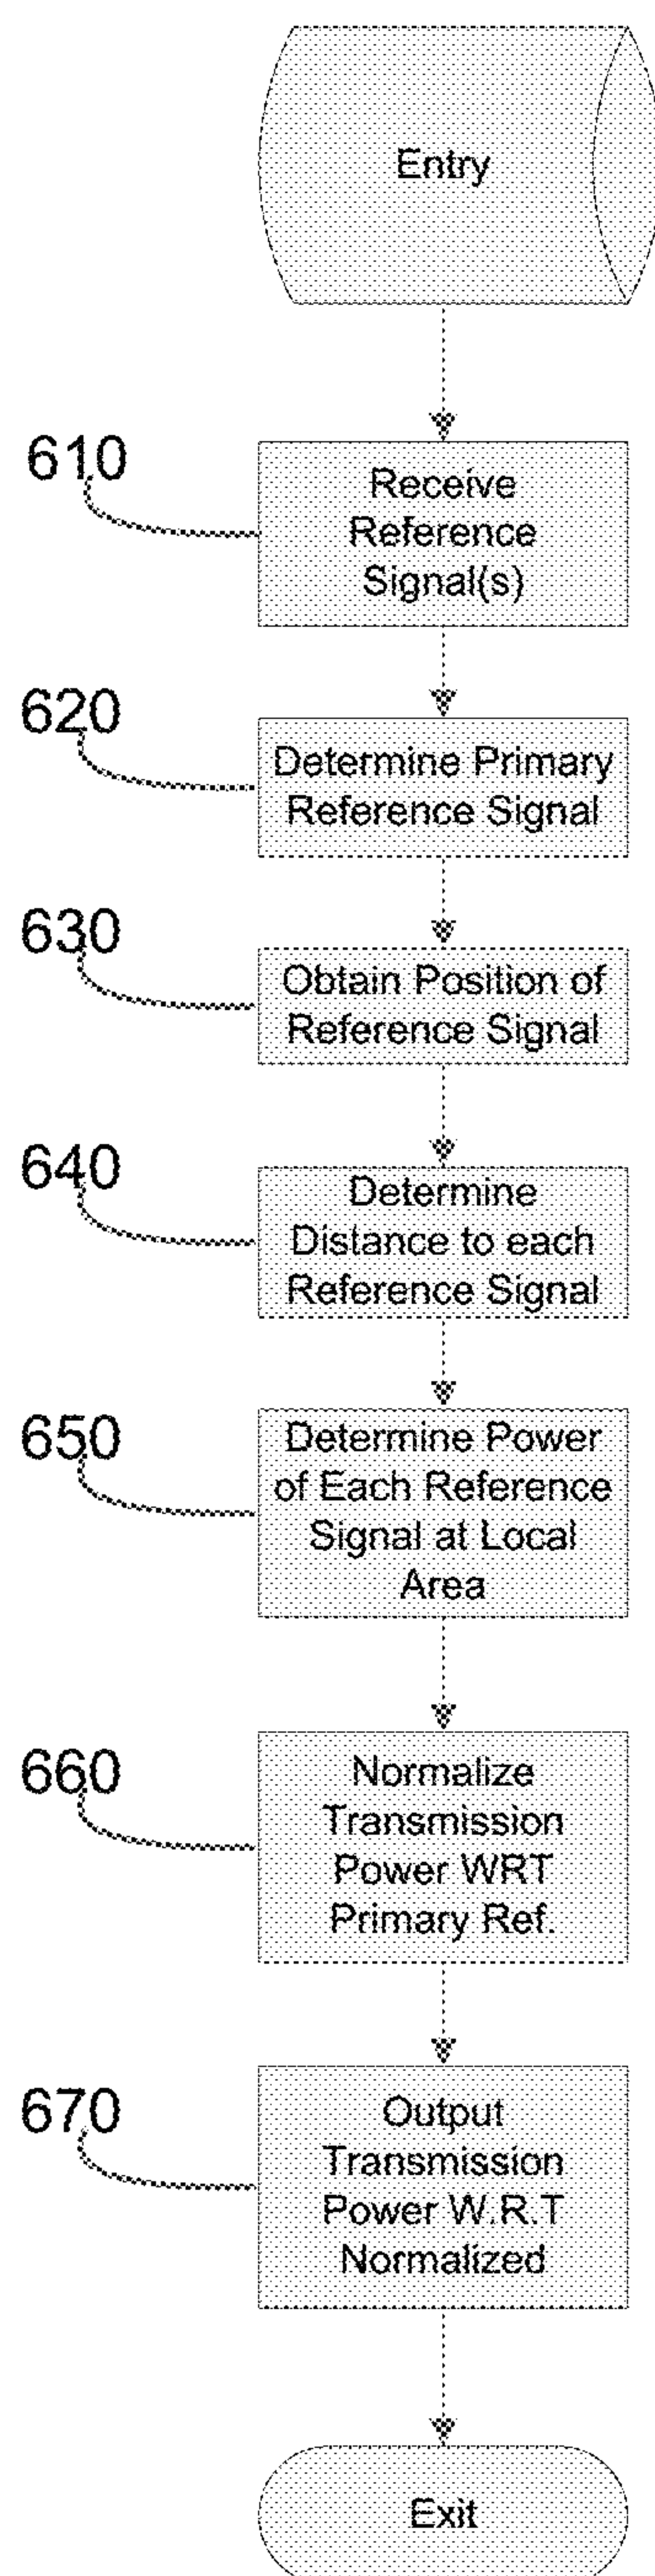 Entry
610
Receive
Reference
Signal(s)
620
Determine Primary
Reference Signal
630
Obtain Position of
Reference Signal
640
Determine
Distance to each
Reference Signal
650
Determine Power
of Each Reference
Signal at Local
Area
660
Normalize
Transmission
Power WRT
Primary Ref.
670
Output
Transmission
Power W.R.T
Normalized
Exit